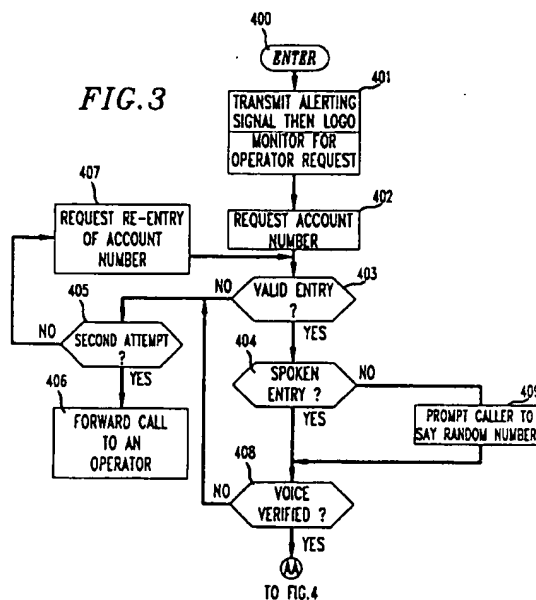 FIG.3
400
ENTER
401
TRANSMIT ALERTING
SIGNAL THEN LOGO
MONITOR FOR
OPERATOR REQUEST
407
REQUEST RE-ENTRY
OF ACCOUNT
NUMBER
402
REQUEST ACCOUNT
NUMBER
403
VALID ENTRY
?
NO
YES
405
SECOND ATTEMPT
?
NO
YES
404
SPOKEN
ENTRY ?
NO
YES
406
FORWARD CALL
TO AN
OPERATOR
409
PROMPT CALLER TO
SAY RANDOM NUMBER
408
VOICE
VERIFIED ?
NO
YES
AA
TO FIG.4